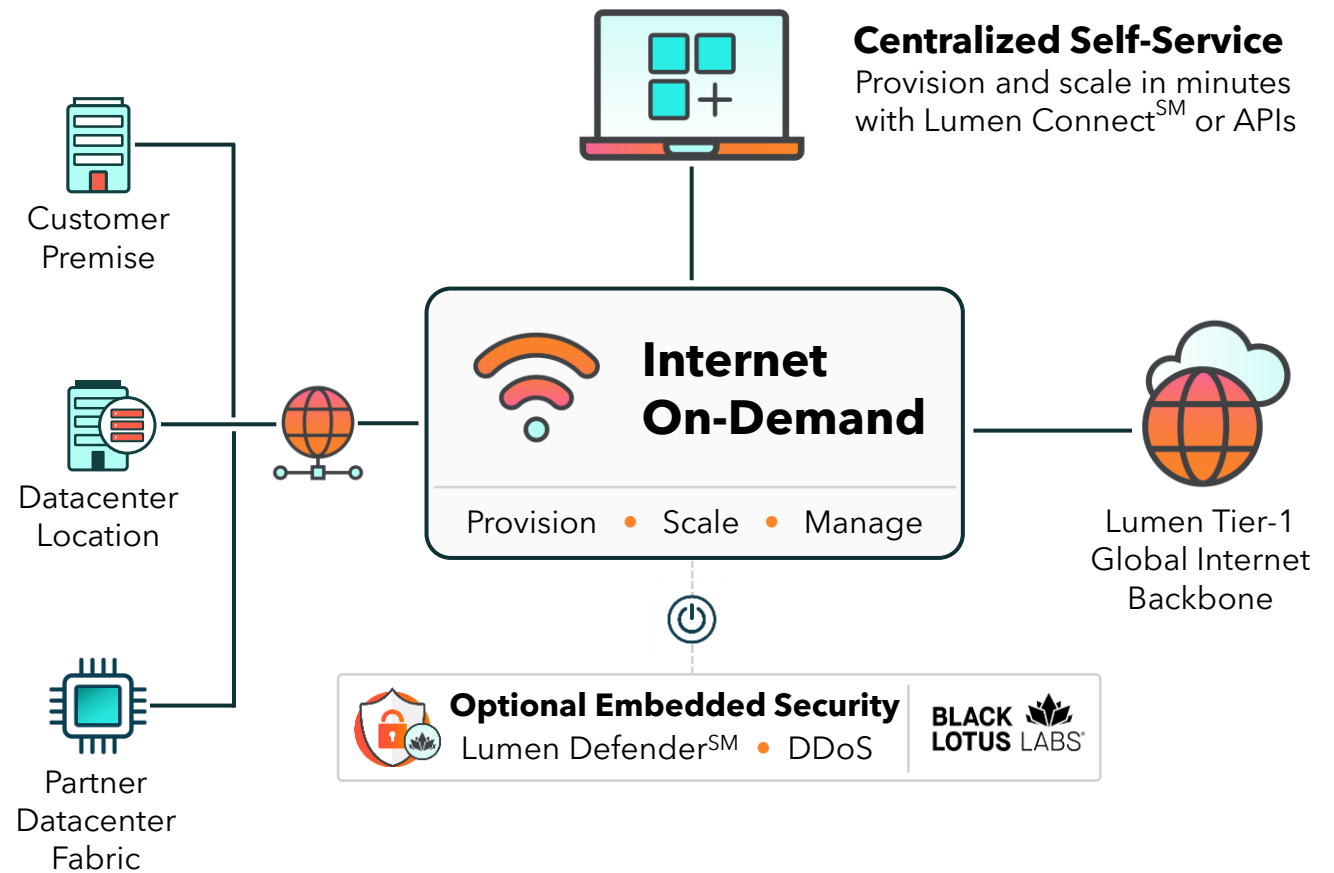 Centralized Self-Service
Provision and scale in minutes
with Lumen Connect℠ or APIs
Customer
Premise
Internet
On-Demand
Provision • Scale • Manage
Datacenter
Location
Lumen Tier-1
Global Internet
Backbone
Optional Embedded Security
Lumen Defender℠ • DDoS
BLACK
LOTUS LABS®
Partner
Datacenter
Fabric